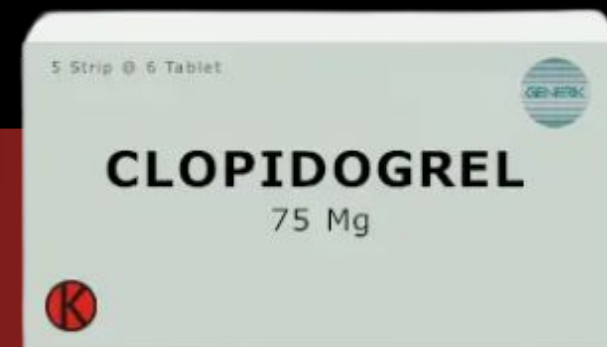 5 Strip @ 6 Tablet
GENERIK
CLOPIDOGREL
75 Mg
K